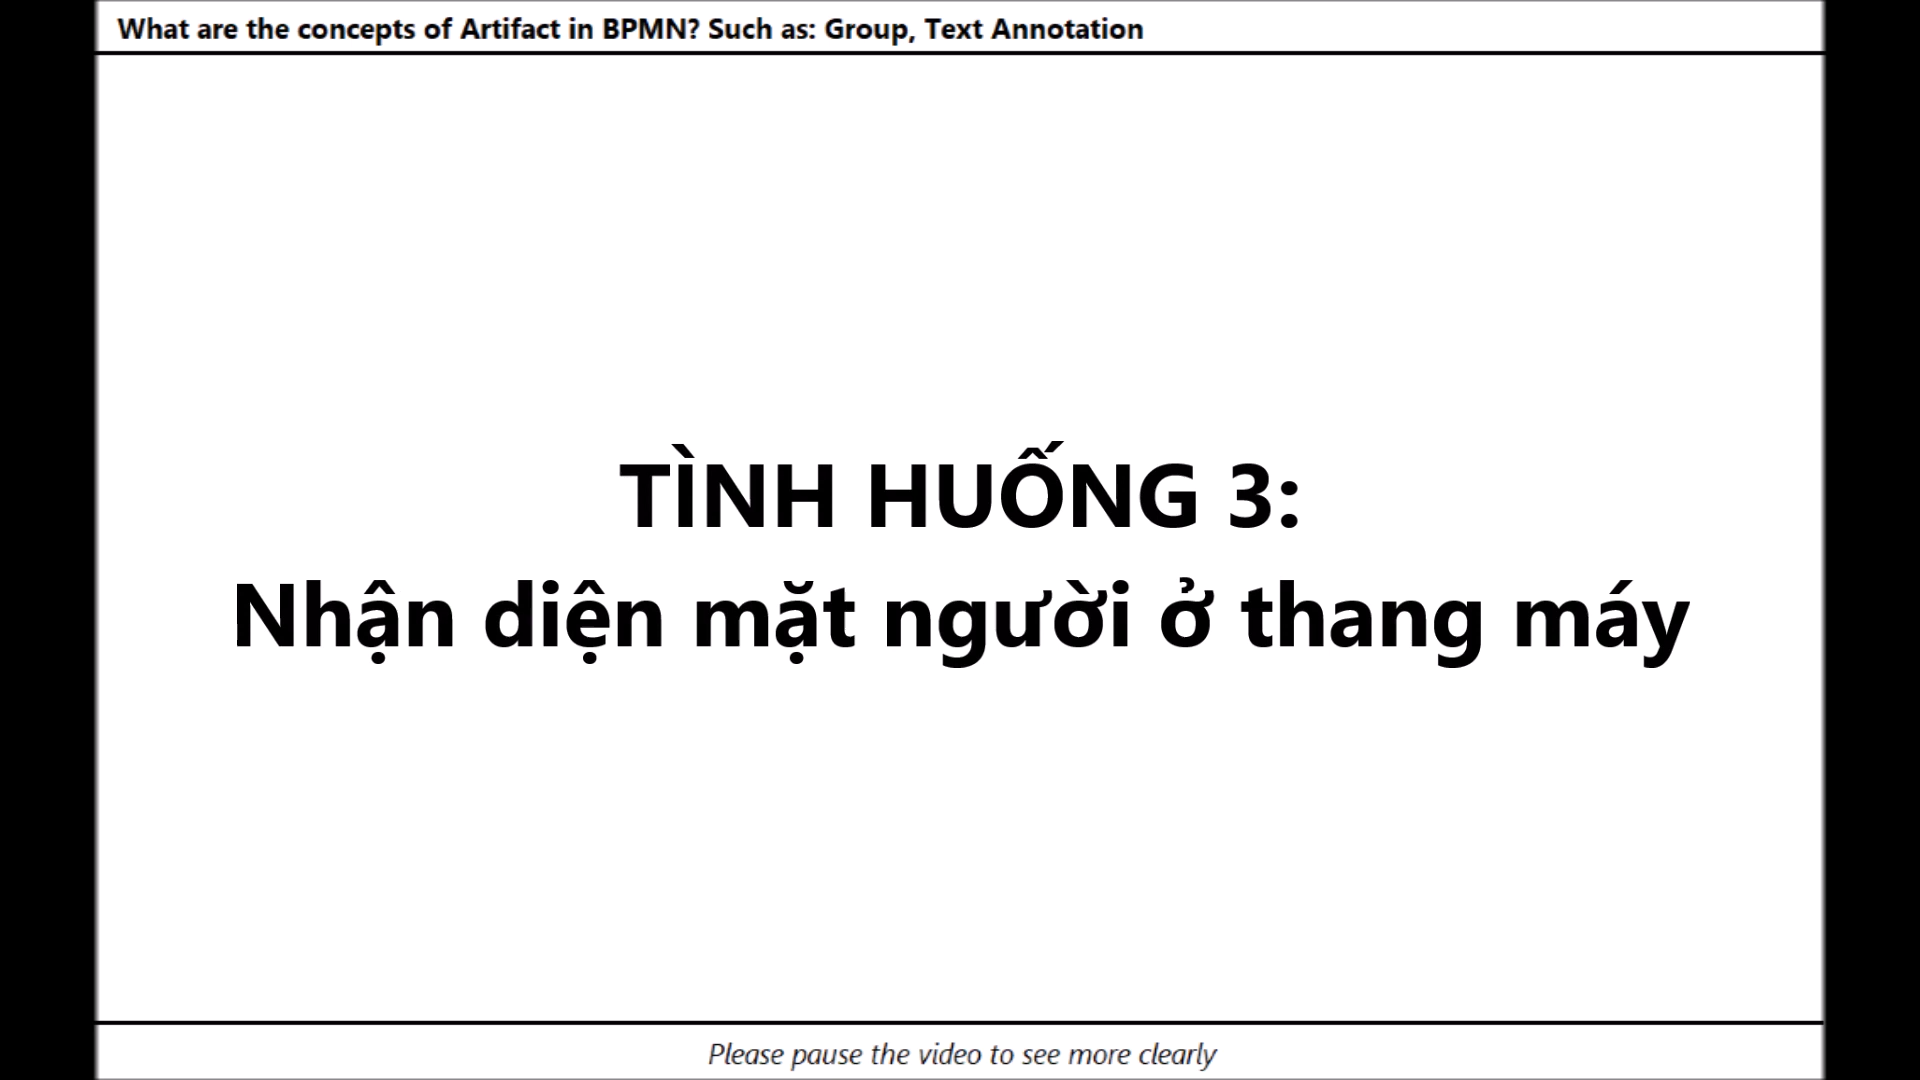 What are the concepts of Artifact in BPMN? Such as: Group, Text Annotation
TÌNH HUỐNG 3:
Nhận diện mặt người ở thang máy
Please pause the video to see more clearly